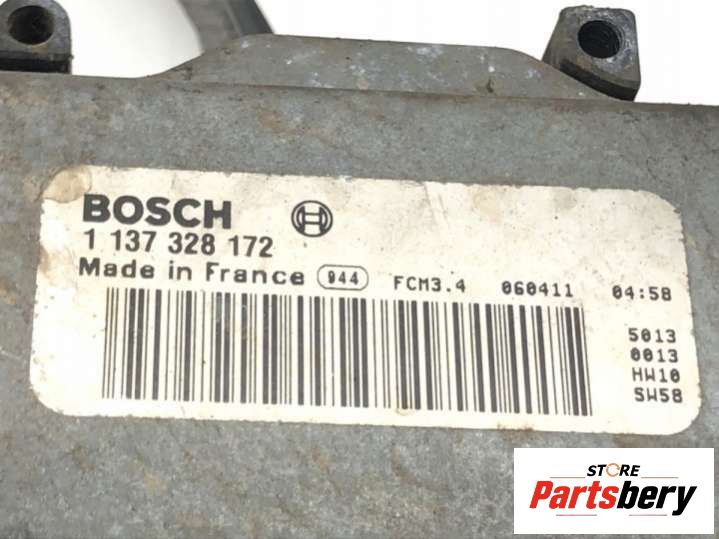 BOSCH
1 137 328 172
Made in France 944 FCM3.4 060411 04:58
5013
0013
HW10
SW58
STORE
Partsbery